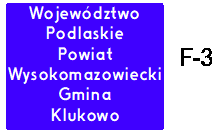 Województwo
Podlaskie
Powiat
Wysokomazowiecki
Gmina
Klukowo
F-3